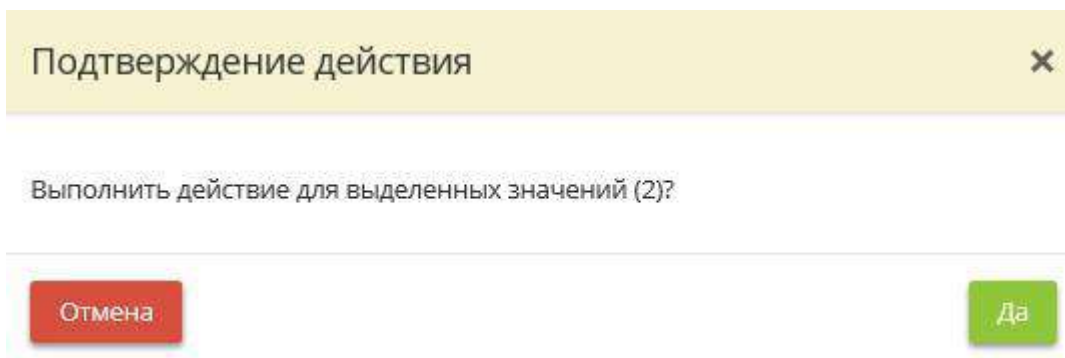 Подтверждение действия
Выполнить действие для выделенных значений (2)?
Отмена
Да